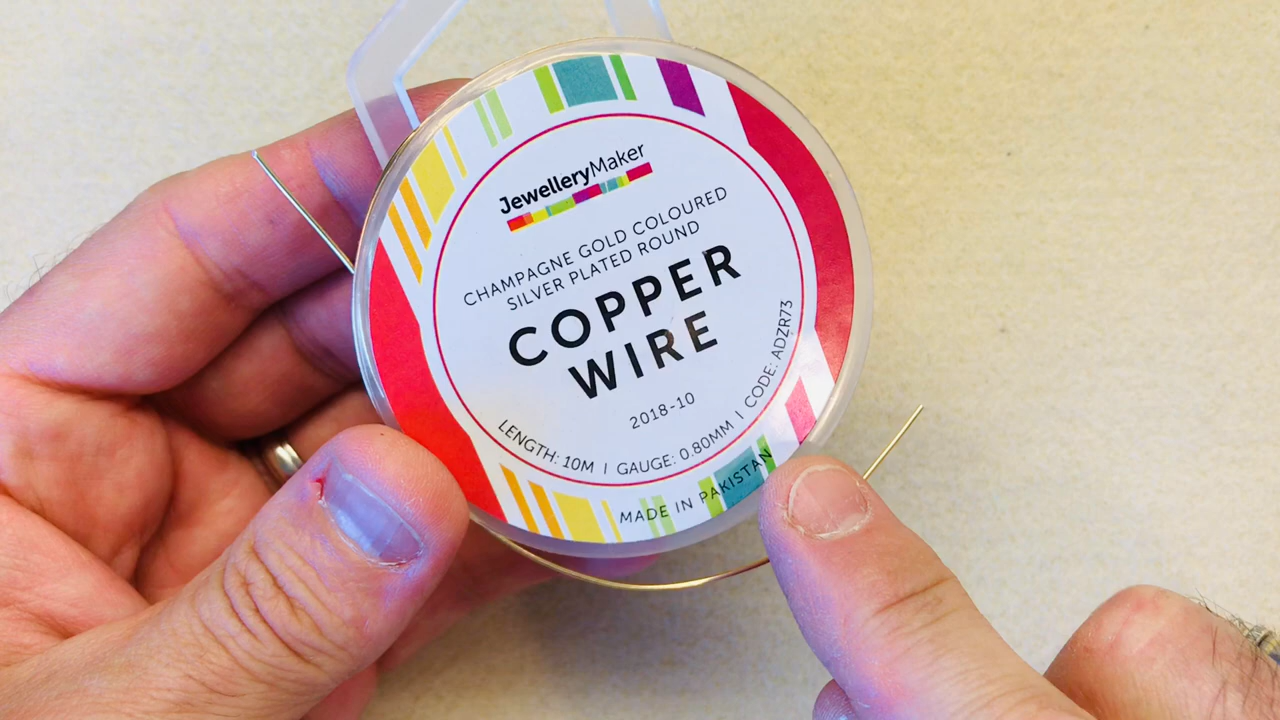 JewelleryMaker
CHAMPAGNE GOLD COLOURED
SILVER PLATED ROUND
COPPER
WIRE
2018-10
LENGTH: 10M | GAUGE: 0.80MM | CODE: ADZR73
MADE IN PAKISTAN